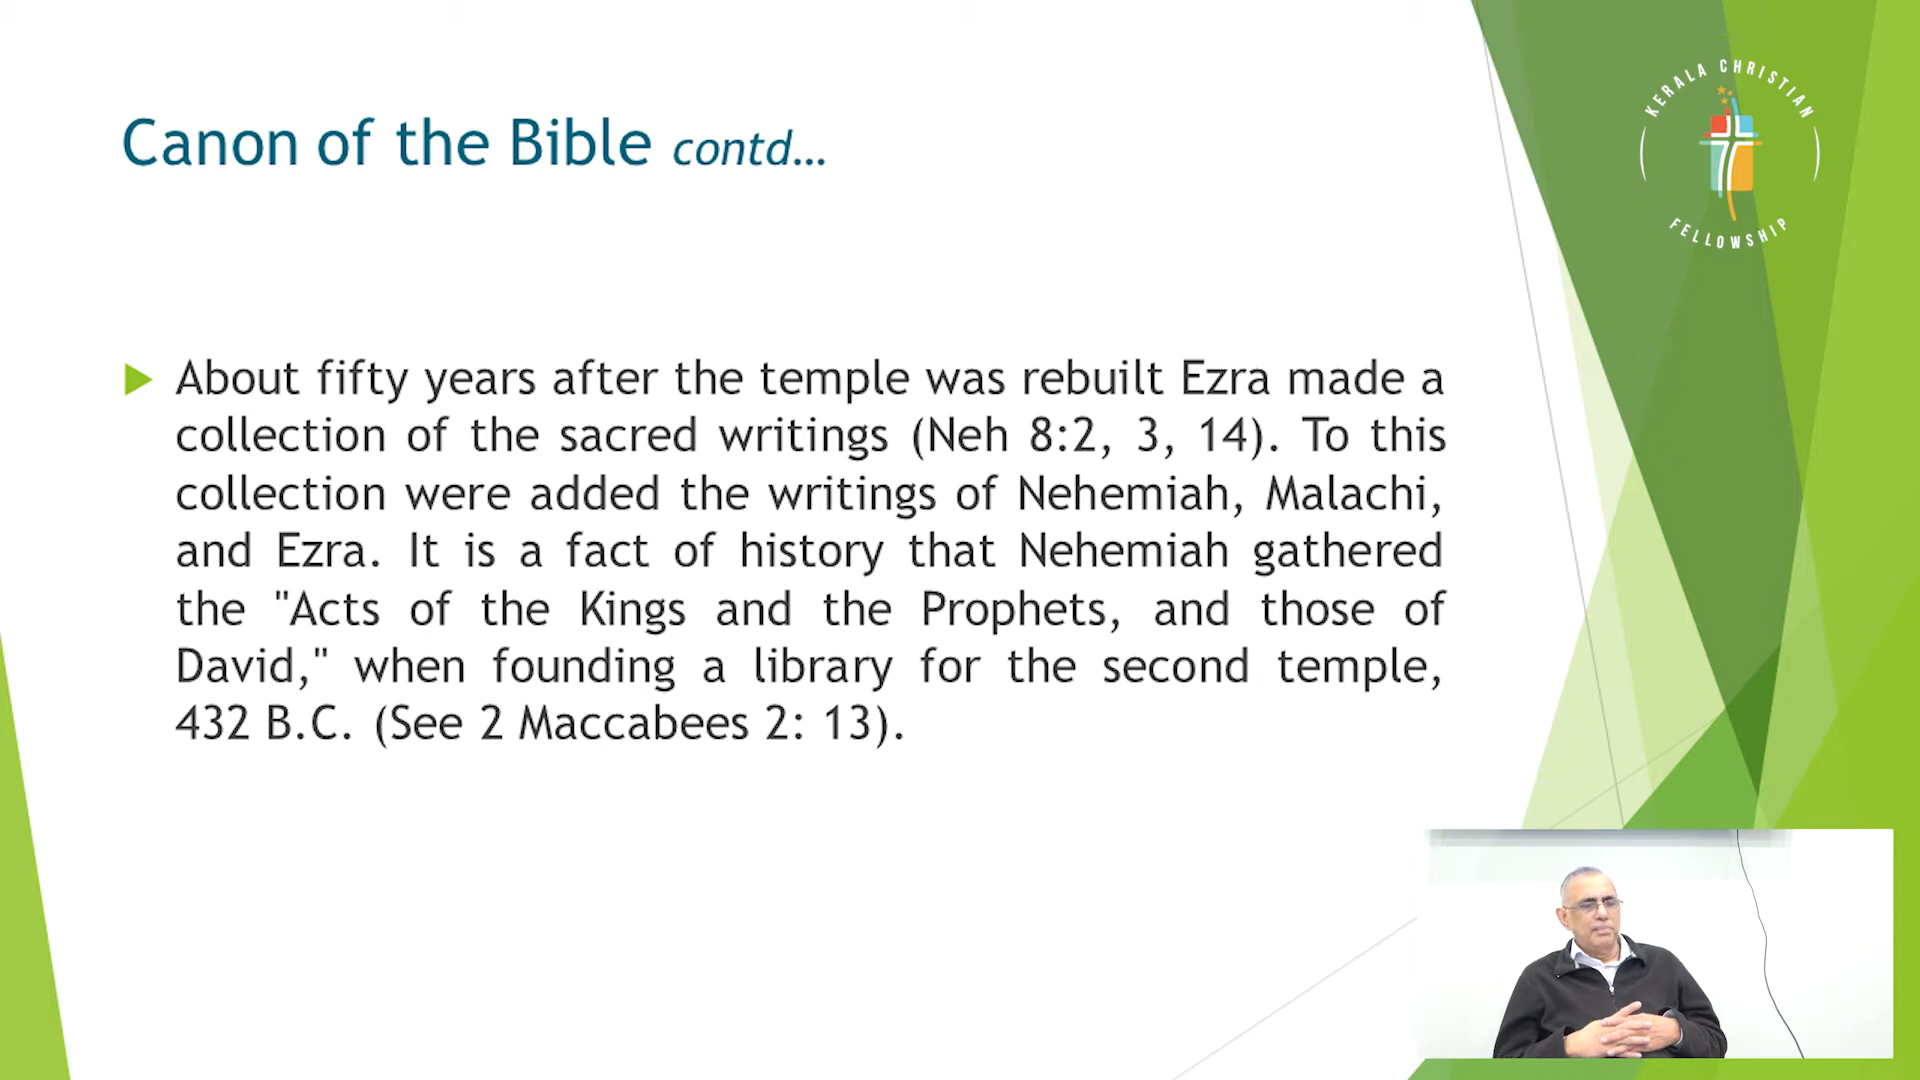 KERALA CHRISTIAN
FELLOWSHIP
Canon of the Bible contd...
About fifty years after the temple was rebuilt Ezra made a
collection of the sacred writings (Neh 8:2, 3, 14). To this
collection were added the writings of Nehemiah, Malachi,
and Ezra. It is a fact of history that Nehemiah gathered
the "Acts of the Kings and the Prophets, and those of
David," when founding a library for the second temple,
432 B.C. (See 2 Maccabees 2: 13).